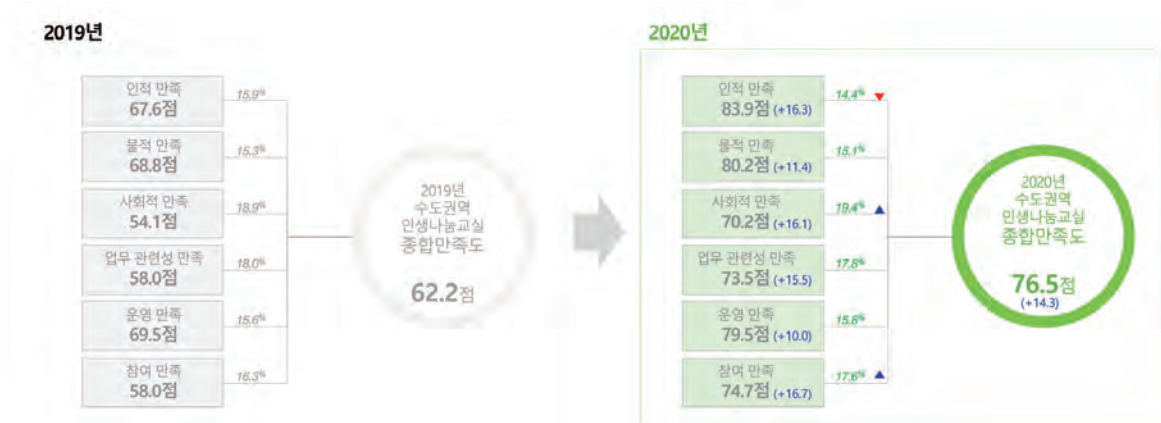 2019년
인적 만족
67.6점
15.9%
물적 만족
68.8점
15.3%
사회적 만족
54.1점
18.9%
업무 관련성 만족
58.0점
18.0%
운영 만족
69.5점
15.6%
참여 만족
58.0점
16.3%
2019년
수도권역
인생나눔교실
종합만족도
62.2점
2020년
인적 만족
83.9점 (+16.3)
14.4% ▼
물적 만족
80.2점 (+11.4)
15.1%
사회적 만족
70.2점 (+16.1)
19.4% ▲
업무 관련성 만족
73.5점 (+15.5)
17.8%
운영 만족
79.5점 (+10.0)
15.6%
참여 만족
74.7점 (+16.7)
17.6% ▲
2020년
수도권역
인생나눔교실
종합만족도
76.5점
(+14.3)